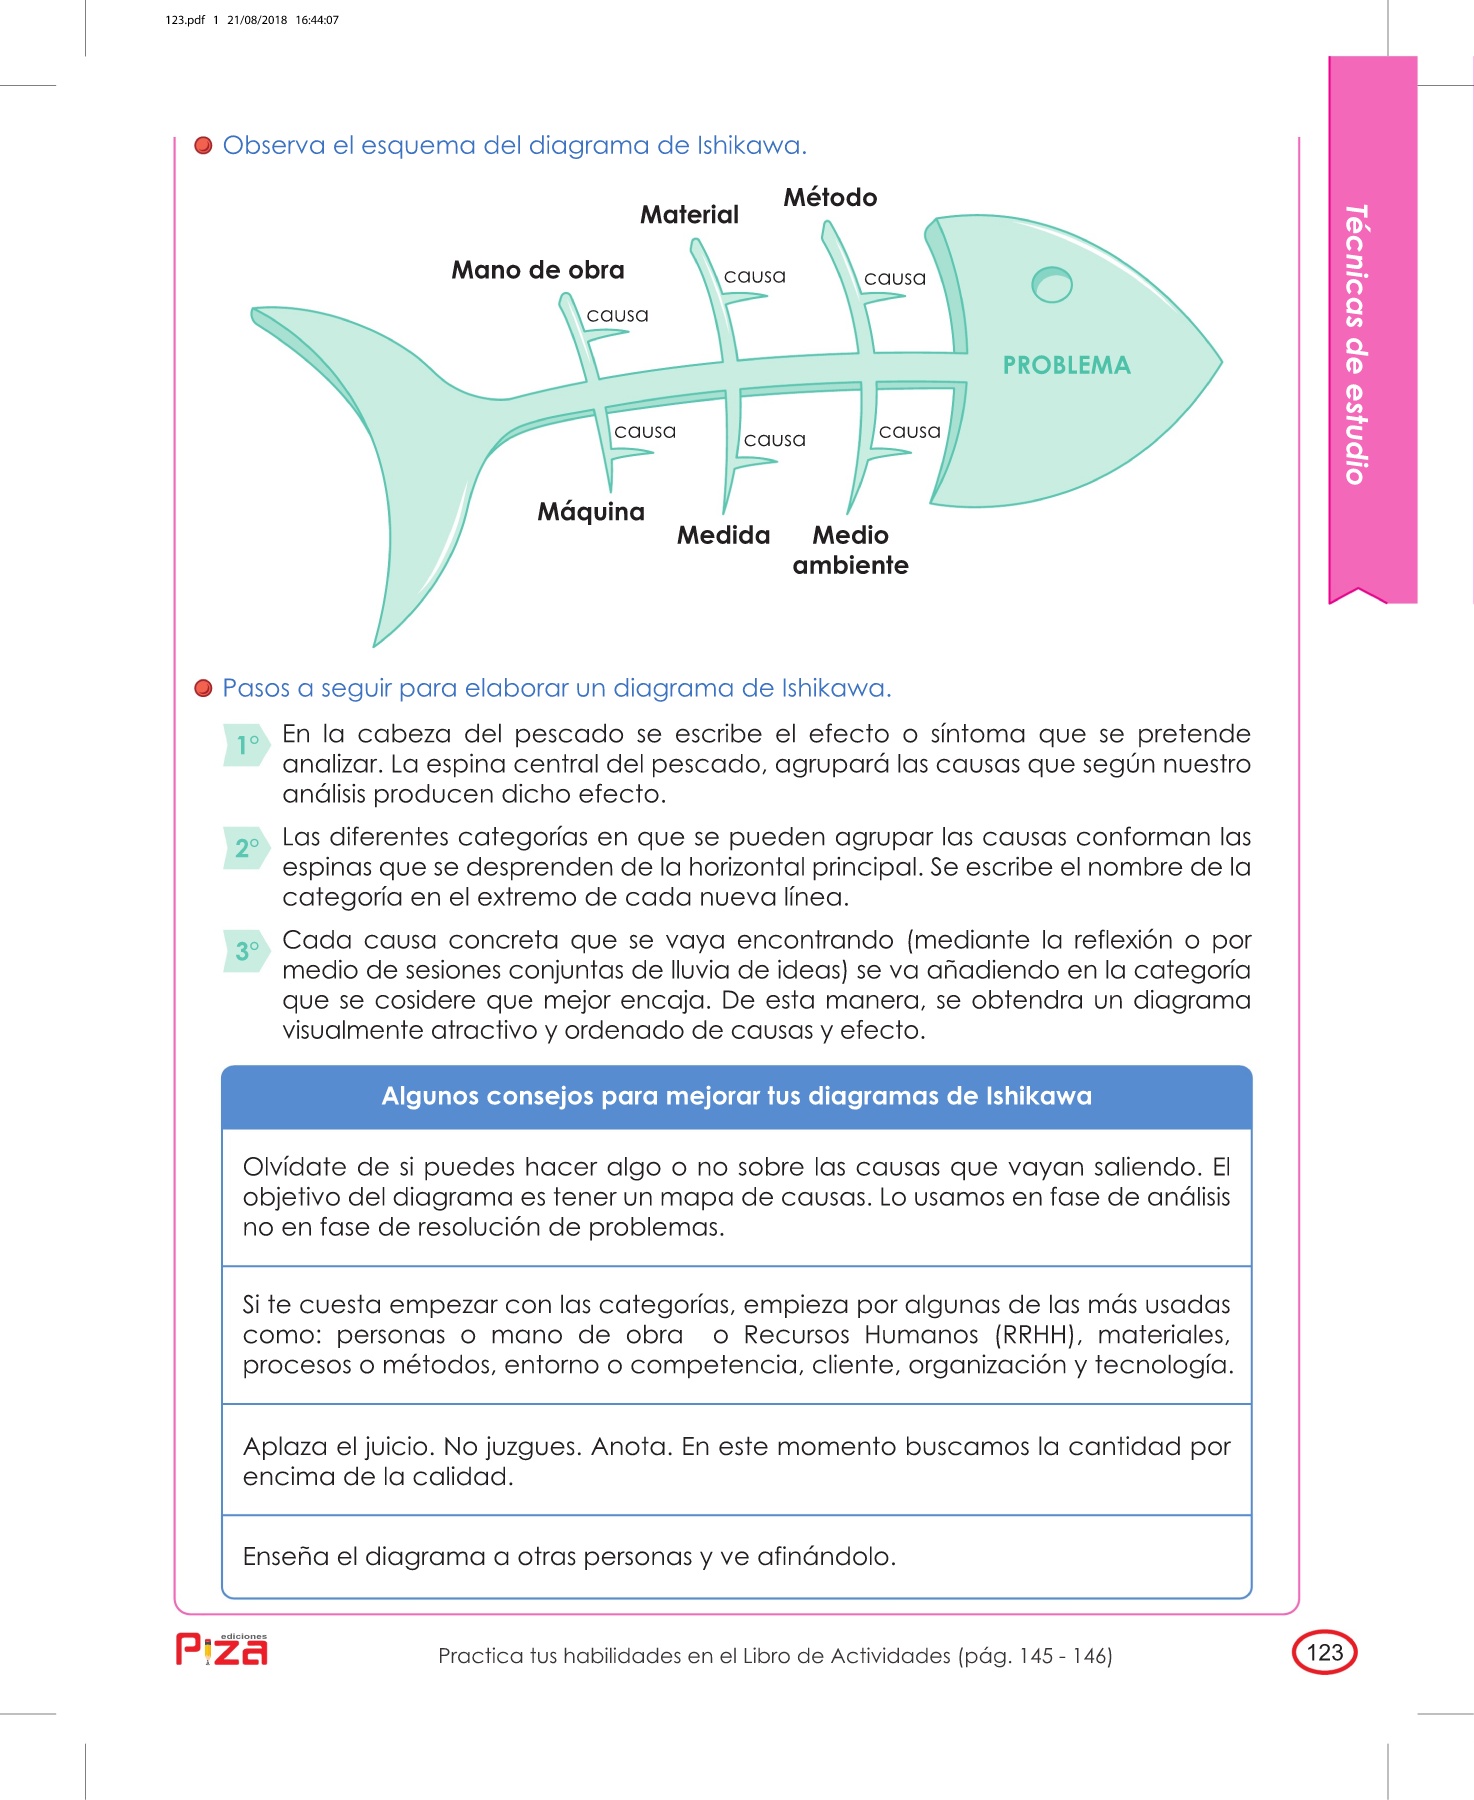 123.pdf 1 21/08/2018 16:44:07
Técnicas de estudio
Observa el esquema del diagrama de Ishikawa.
Método
Material
Mano de obra
causa
causa
causa
PROBLEMA
causa
causa
causa
Máquina
Medida
Medio
ambiente
Pasos a seguir para elaborar un diagrama de Ishikawa.
1° En la cabeza del pescado se escribe el efecto o síntoma que se pretende
analizar. La espina central del pescado, agrupará las causas que según nuestro
análisis producen dicho efecto.
2° Las diferentes categorías en que se pueden agrupar las causas conforman las
espinas que se desprenden de la horizontal principal. Se escribe el nombre de la
categoría en el extremo de cada nueva línea.
3° Cada causa concreta que se vaya encontrando (mediante la reflexión o por
medio de sesiones conjuntas de lluvia de ideas) se va añadiendo en la categoría
que se cosidere que mejor encaja. De esta manera, se obtendra un diagrama
visualmente atractivo y ordenado de causas y efecto.
Algunos consejos para mejorar tus diagramas de Ishikawa
Olvídate de si puedes hacer algo o no sobre las causas que vayan saliendo. El
objetivo del diagrama es tener un mapa de causas. Lo usamos en fase de análisis
no en fase de resolución de problemas.
Si te cuesta empezar con las categorías, empieza por algunas de las más usadas
como: personas o mano de obra o Recursos Humanos (RRHH), materiales,
procesos o métodos, entorno o competencia, cliente, organización y tecnología.
Aplaza el juicio. No juzgues. Anota. En este momento buscamos la cantidad por
encima de la calidad.
Enseña el diagrama a otras personas y ve afinándolo.
ediciones
Piza
Practica tus habilidades en el Libro de Actividades (pág. 145 - 146)
123